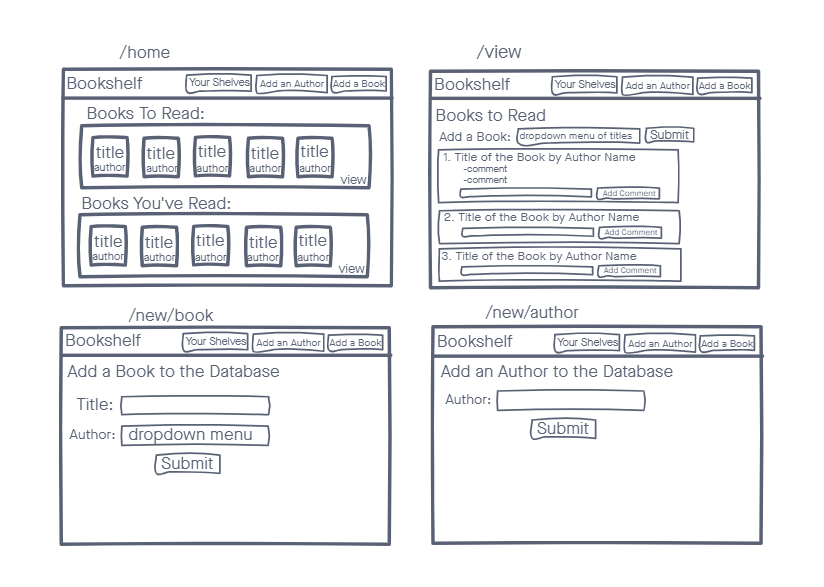 /home
Bookshelf Your Shelves Add an Author Add a Book
Books To Read:
title title title title title
author author author author author
view
Books You've Read:
title title title title title
author author author author author
view
/view
Bookshelf Your Shelves Add an Author Add a Book
Books to Read
Add a Book: dropdown menu of titles Submit
1. Title of the Book by Author Name
-comment
-comment
Add Comment
2. Title of the Book by Author Name
Add Comment
3. Title of the Book by Author Name
Add Comment
/new/book
Bookshelf Your Shelves Add an Author Add a Book
Add a Book to the Database
Title:
Author: dropdown menu
Submit
/new/author
Bookshelf Your Shelves Add an Author Add a Book
Add an Author to the Database
Author:
Submit